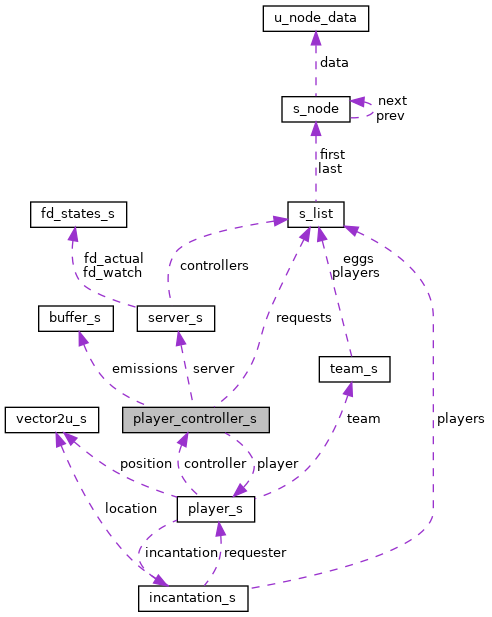 u_node_data
data
s_node
next
prev
first
last
fd_states_s
s_list
fd_actual
fd_watch
controllers
eggs
players
buffer_s
server_s
requests
emissions
server
team_s
vector2u_s
player_controller_s
team
players
position
controller
player
player_s
location
incantation
requester
incantation_s